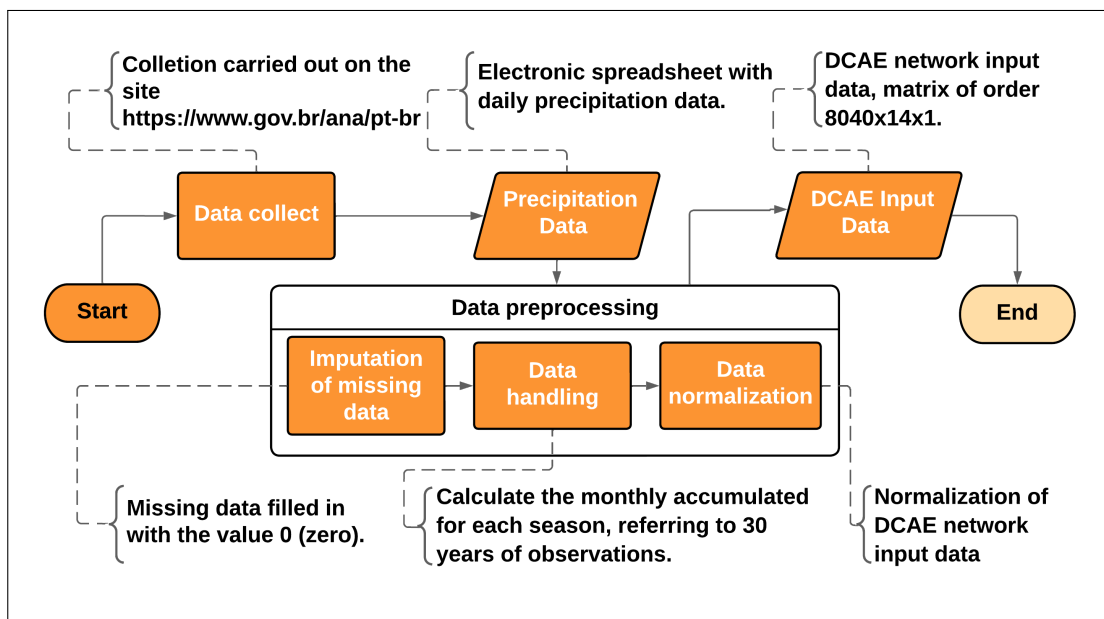 Colletion carried out on the
site
https://www.gov.br/ana/pt-br
Electronic spreadsheet with
daily precipitation data.
DCAE network input
data, matrix of order
8040x14x1.
Data collect
Precipitation
Data
DCAE Input
Data
Start
End
Data preprocessing
Imputation
of missing
data
Data
handling
Data
normalization
Missing data filled in
with the value 0 (zero).
Calculate the monthly accumulated
for each season, referring to 30
years of observations.
Normalization of
DCAE network
input data